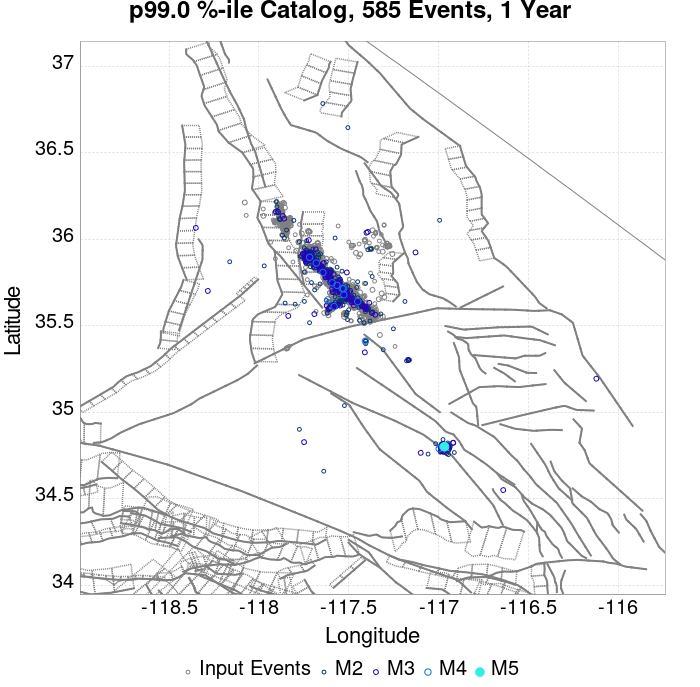 p99.0 %-ile Catalog, 585 Events, 1 Year
37
36.5
36
35.5
35
34.5
34
Latitude
-118.5 -118 -117.5 -117 -116.5 -116
Longitude
Input Events M2 M3 M4 M5